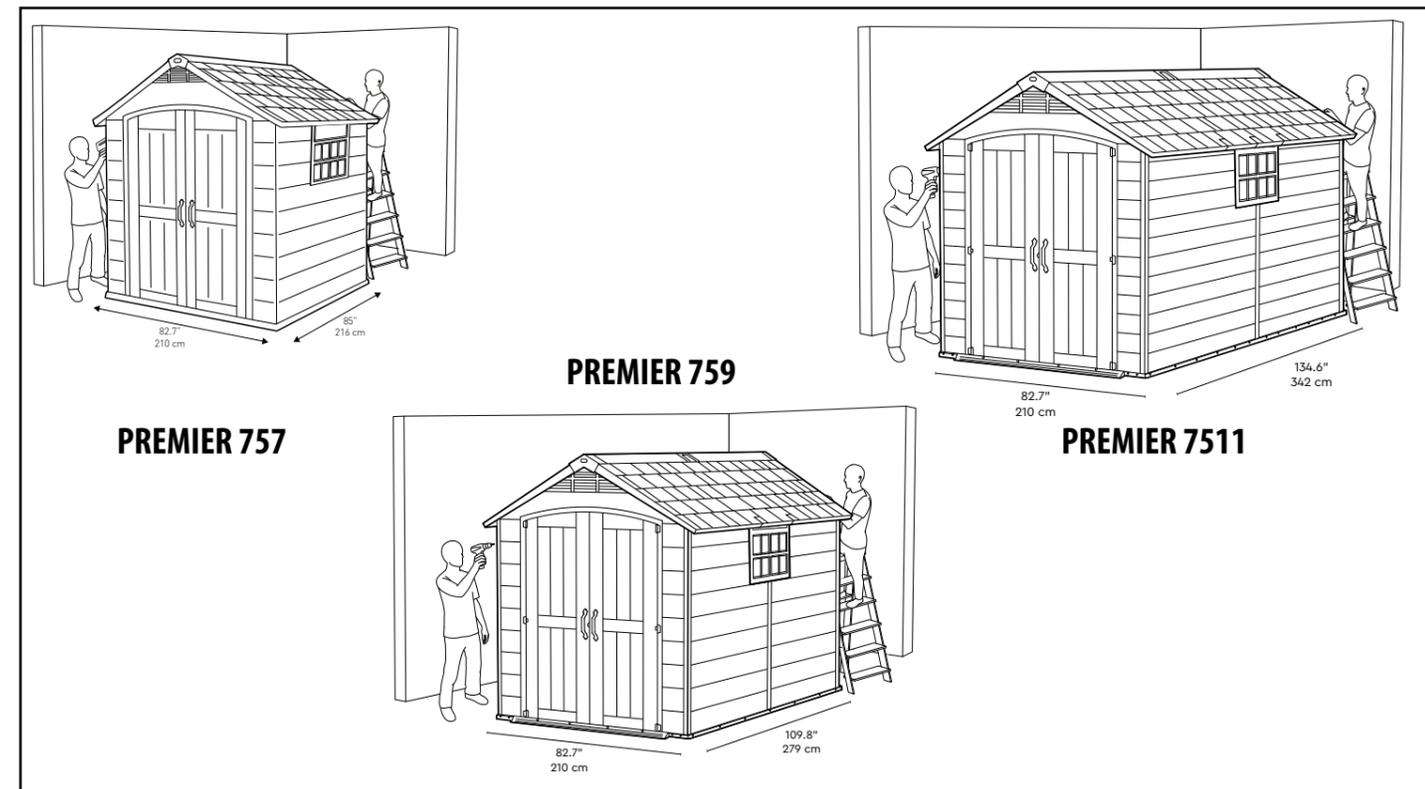 82.7"
210 cm
85"
216 cm
PREMIER 757
PREMIER 759
82.7"
210 cm
109.8"
279 cm
82.7"
210 cm
134.6"
342 cm
PREMIER 7511